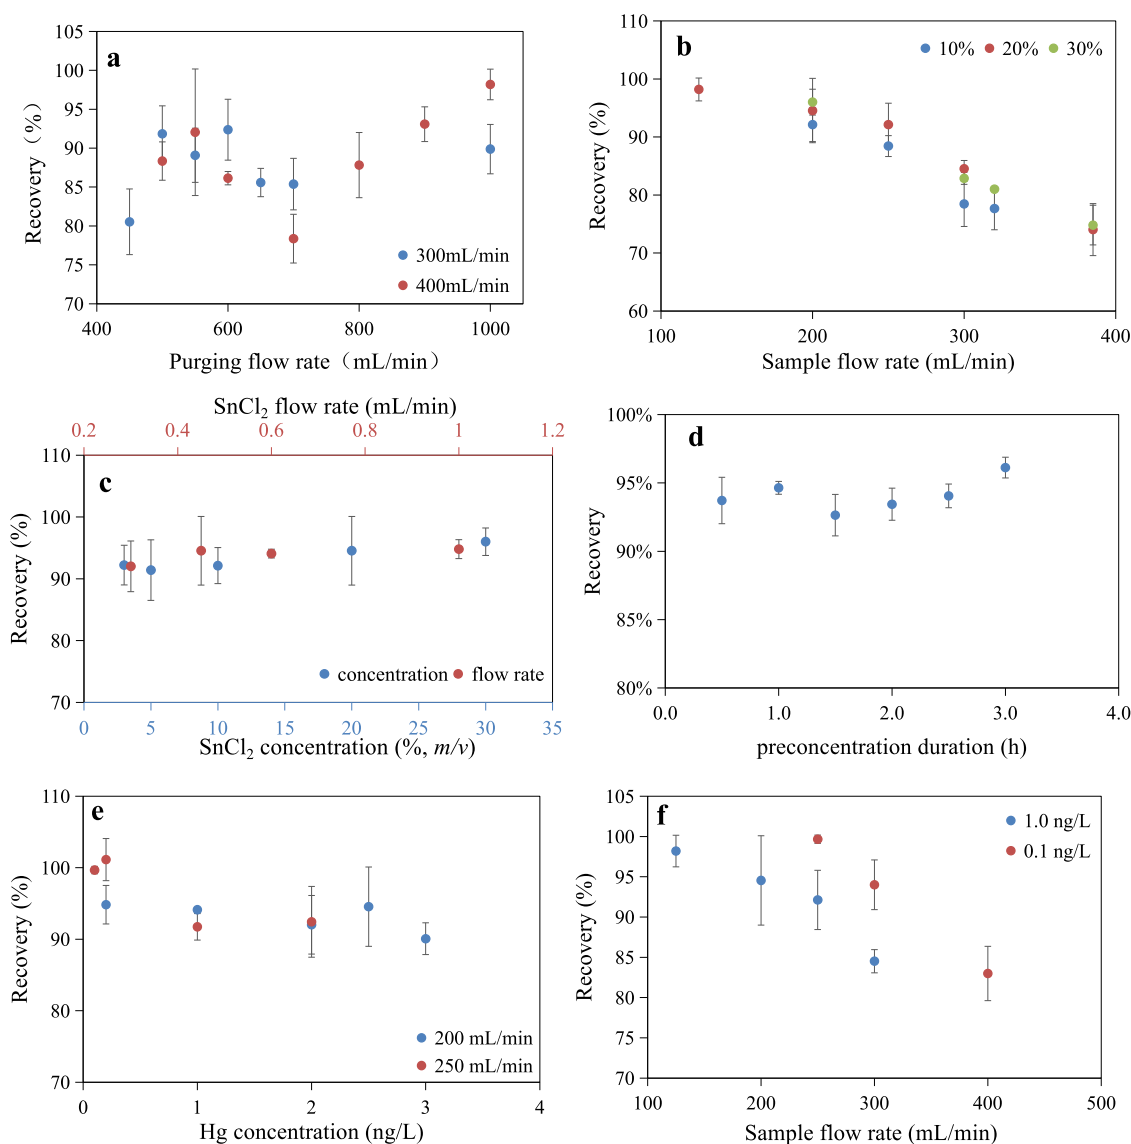 a
105
100
95
90
85
80
75
70
Recovery（%）
300mL/min
400mL/min
400 600 800 1000
Purging flow rate（mL/min）
b
10% 20% 30%
110
100
90
80
70
60
Recovery (%)
100 200 300 400
Sample flow rate (mL/min)
SnCl2 flow rate (mL/min)
0.2 0.4 0.6 0.8 1 1.2
c
110
100
90
80
70
Recovery (%)
concentration flow rate
0 5 10 15 20 25 30 35
SnCl2 concentration (%, m/v)
d
100%
95%
90%
85%
80%
Recovery
0.0 1.0 2.0 3.0 4.0
preconcentration duration (h)
e
110
100
90
80
70
Recovery (%)
200 mL/min
250 mL/min
0 1 2 3 4
Hg concentration (ng/L)
f
1.0 ng/L
0.1 ng/L
105
100
95
90
85
80
75
70
Recovery (%)
100 200 300 400 500
Sample flow rate (mL/min)